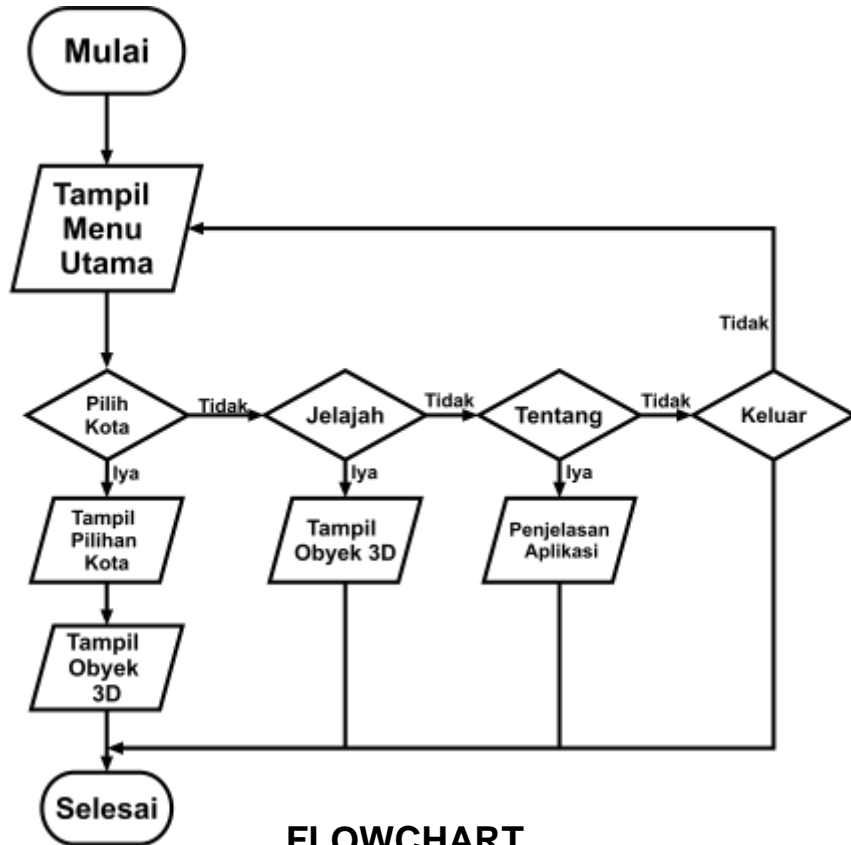 Mulai
Tampil
Menu
Utama
Tidak
Pilih
Kota
Tidak
Jelajah
Tidak
Tentang
Tidak
Keluar
Iya
Iya
Iya
Tampil
Pilihan
Kota
Tampil
Obyek 3D
Penjelasan
Aplikasi
Tampil
Obyek
3D
Selesai
FLOWCHART